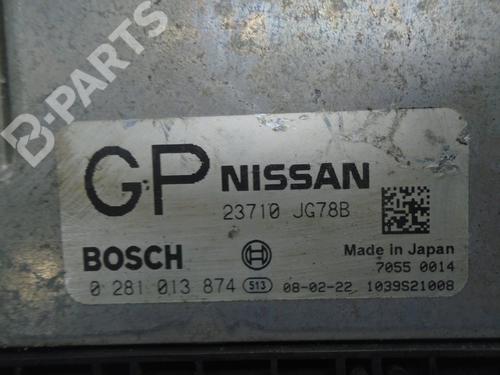 B-PARTS
GP NISSAN
23710 JG78B
BOSCH
Made in Japan
7055 0014
0 281 013 874 513 08-02-22 1039S21008